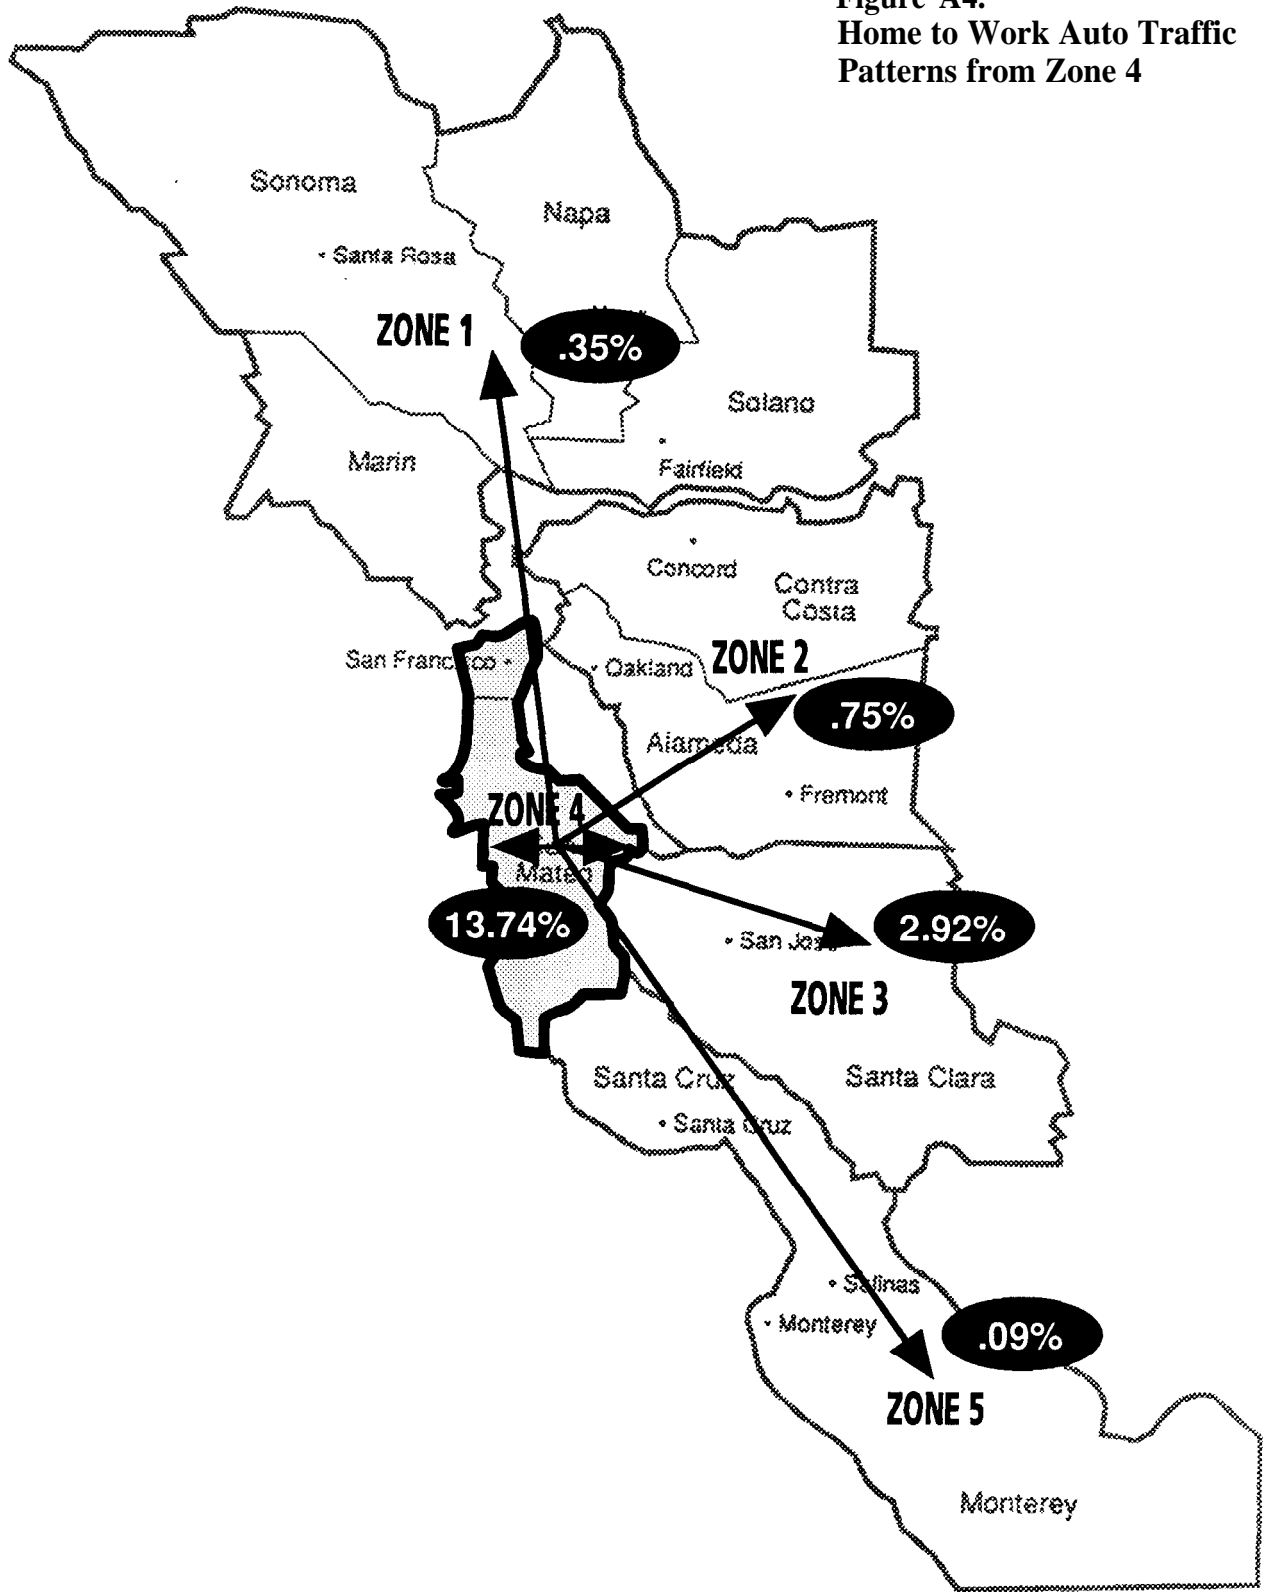 Figure A4.
Home to Work Auto Traffic
Patterns from Zone 4
Sonoma
Napa
Santa Rosa
ZONE 1
.35%
Solano
Marin
Fairfield
Concord
Contra
Costa
San Francisco
Oakland
ZONE 2
.75%
Alameda
Fremont
ZONE 4
Mateo
13.74%
2.92%
San Jose
ZONE 3
Santa Cruz
Santa Clara
Santa Cruz
Salinas
Monterey
.09%
ZONE 5
Monterey